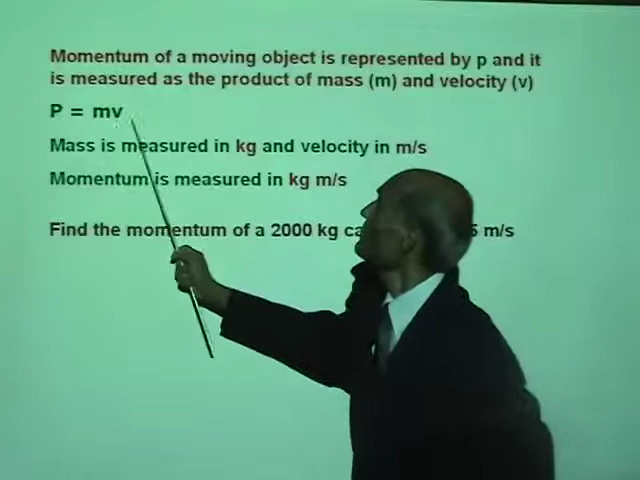 Momentum of a moving object is represented by p and it
is measured as the product of mass (m) and velocity (v)
P = mv
Mass is measured in kg and velocity in m/s
Momentum is measured in kg m/s
Find the momentum of a 2000 kg m/s